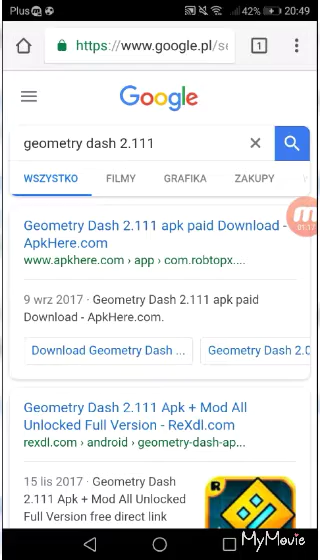 Plus 42% 20:49
https://www.google.pl/se
1
Google
geometry dash 2.111
WSZYSTKO FILMY GRAFIKA ZAKUPY
Geometry Dash 2.111 apk paid Download -
ApkHere.com
www.apkhere.com › app › com.robtopx....
01:17
9 wrz 2017 · Geometry Dash 2.111 apk paid
Download - ApkHere.com.
Download Geometry Dash ... Geometry Dash 2.0
Geometry Dash 2.111 Apk + Mod All
Unlocked Full Version - ReXdl.com
rexdl.com › android › geometry-dash-ap...
15 lis 2017 · Geometry Dash
2.111 Apk + Mod All Unlocked
Full Version free direct link
MyMovie